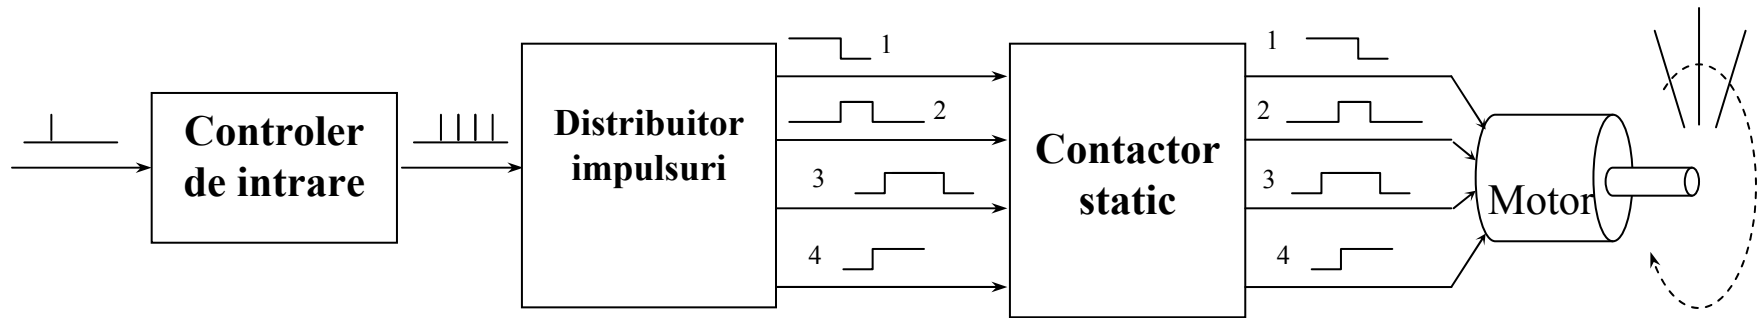 Controler
de intrare
Distribuitor
impulsuri
1
2
3
4
Contactor
static
1
2
3
4
Motor